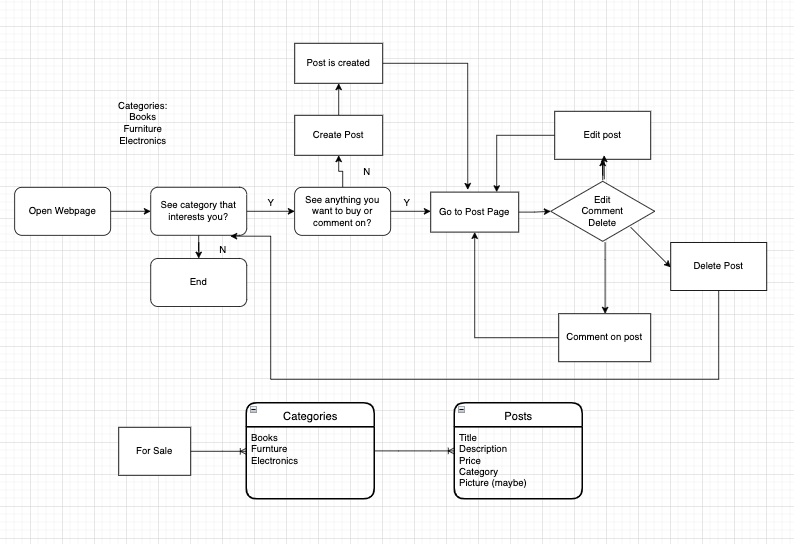 Post is created
Categories:
Books
Furniture
Electronics
Create Post
Edit post
N
Open Webpage
See category that
interests you?
Y
See anything you
want to buy or
comment on?
Y
Go to Post Page
Edit
Comment
Delete
N
End
Delete Post
Comment on post
For Sale
Categories
Books
Furnture
Electronics
Posts
Title
Description
Price
Category
Picture (maybe)